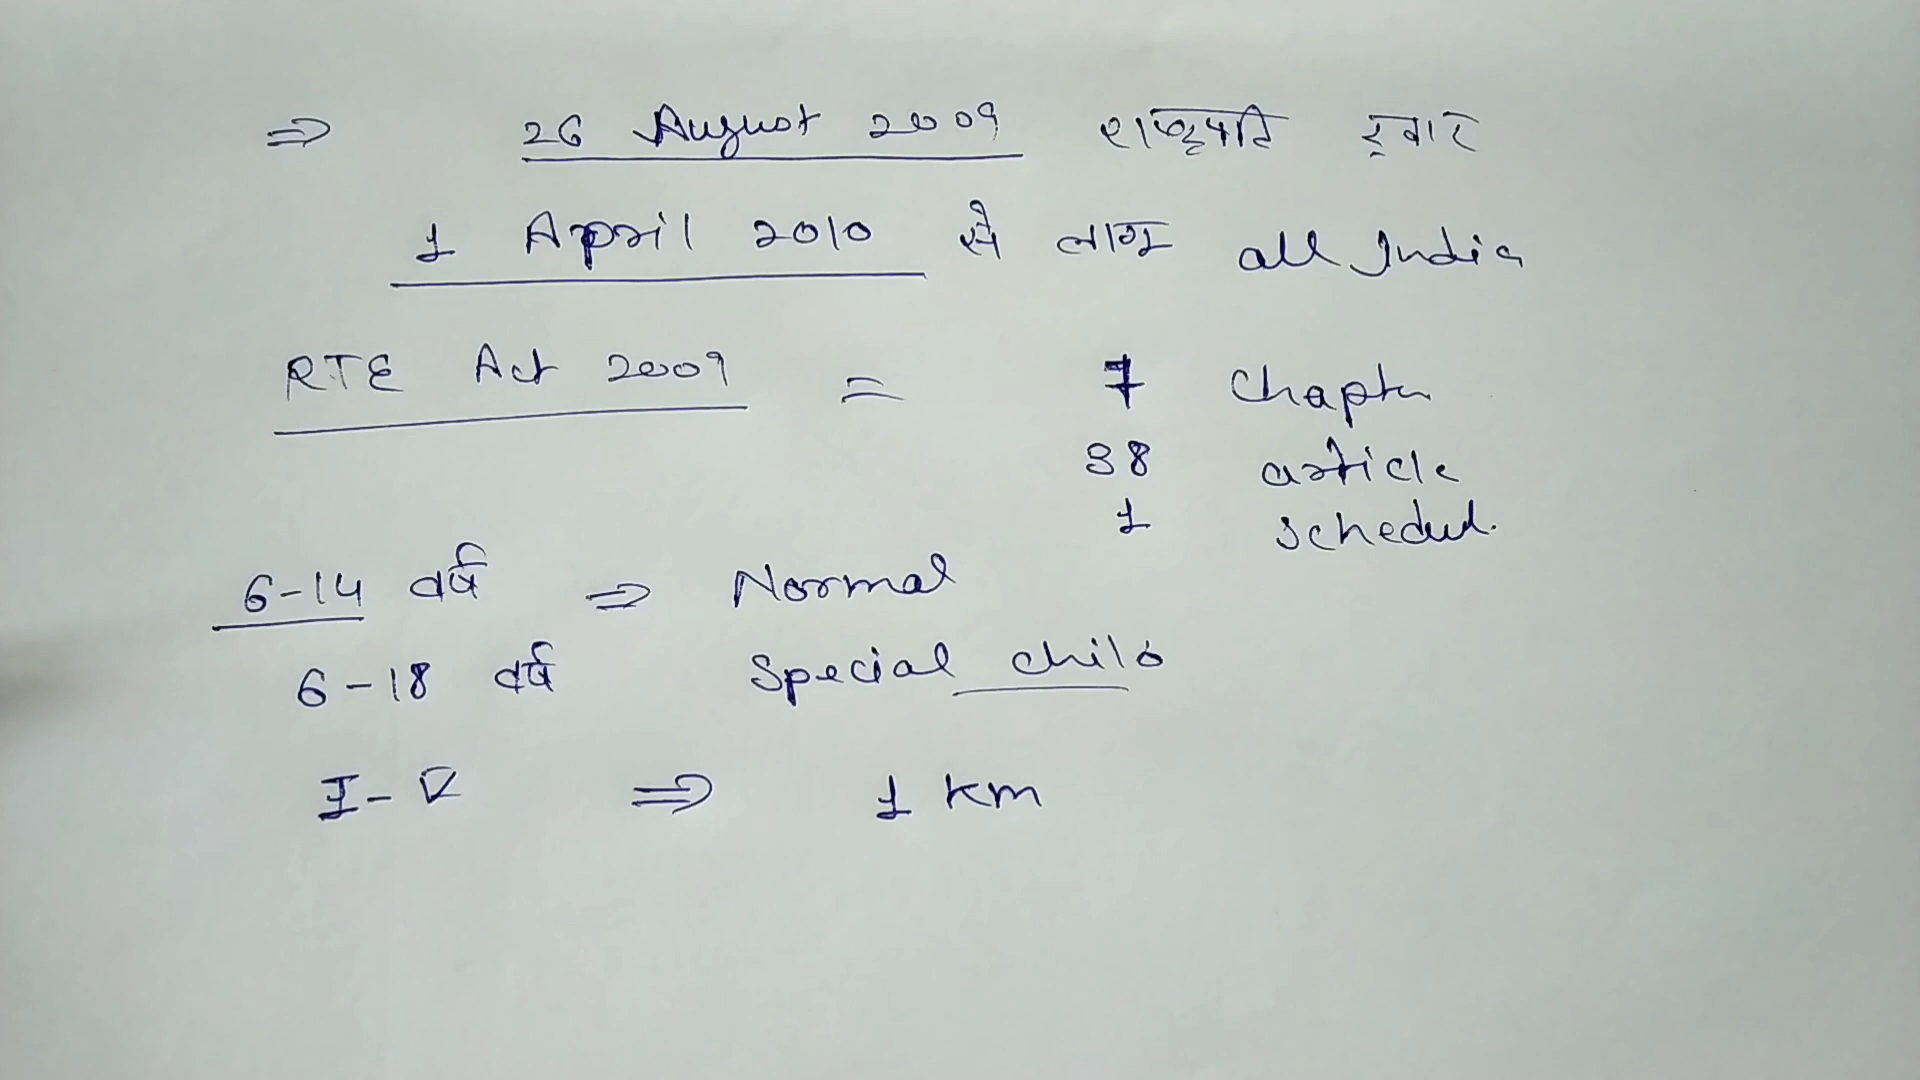 ⇒ 26 August 2009 राष्ट्रपति द्वार
1 April 2010 से लागू all India
RTE Act 2009 = 7 Chapter
38 article
1 schedul.
6-14 वर्ष ⇒ Normal
6-18 वर्ष Special child
I-V ⇒ 1 km